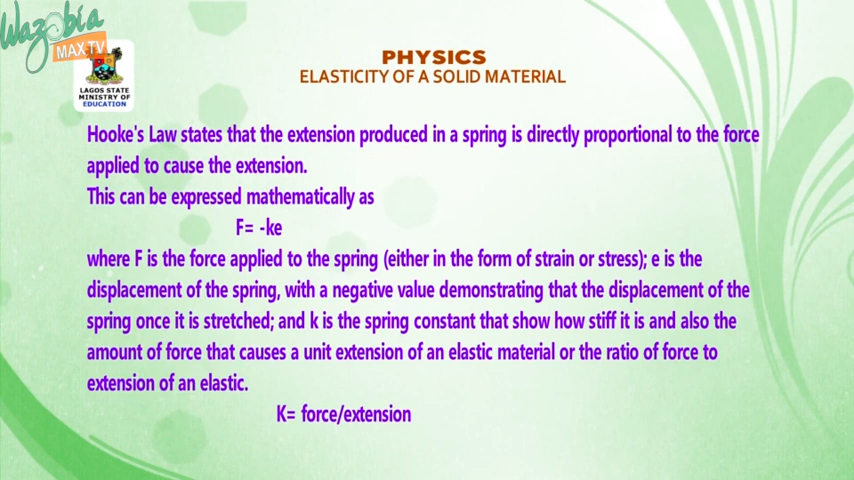 Wazobia
MAX TV
LAGOS STATE
MINISTRY OF
EDUCATION
PHYSICS
ELASTICITY OF A SOLID MATERIAL
Hooke's Law states that the extension produced in a spring is directly proportional to the force
applied to cause the extension.
This can be expressed mathematically as
F= -ke
where F is the force applied to the spring (either in the form of strain or stress); e is the
displacement of the spring, with a negative value demonstrating that the displacement of the
spring once it is stretched; and k is the spring constant that show how stiff it is and also the
amount of force that causes a unit extension of an elastic material or the ratio of force to
extension of an elastic.
K= force/extension